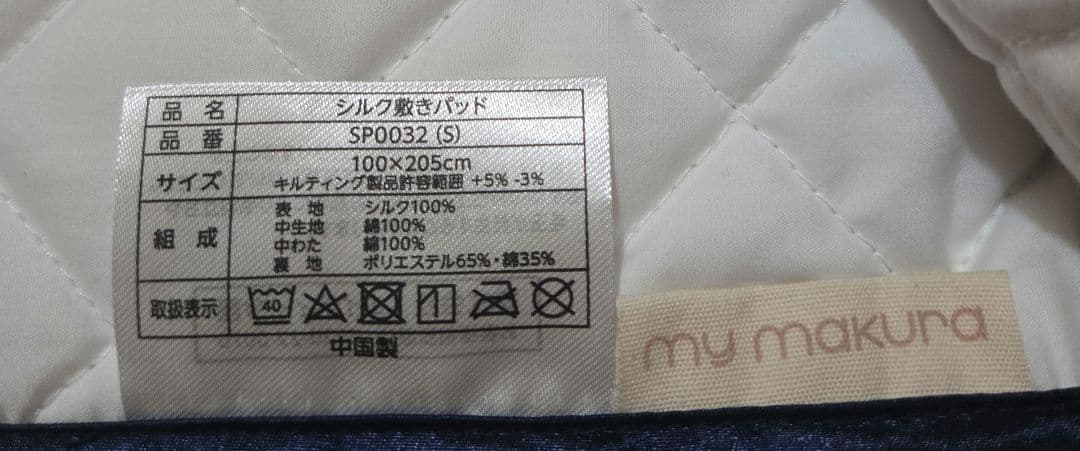 品名 シルク敷きパッド
品番 SP0032 (S)
サイズ 100×205cm
キルティング製品許容範囲 +5% -3%
組成 表地 シルク100%
中生地 綿100%
中わた 綿100%
裏地 ポリエステル65%・綿35%
取扱表示 40
中国製
my makura